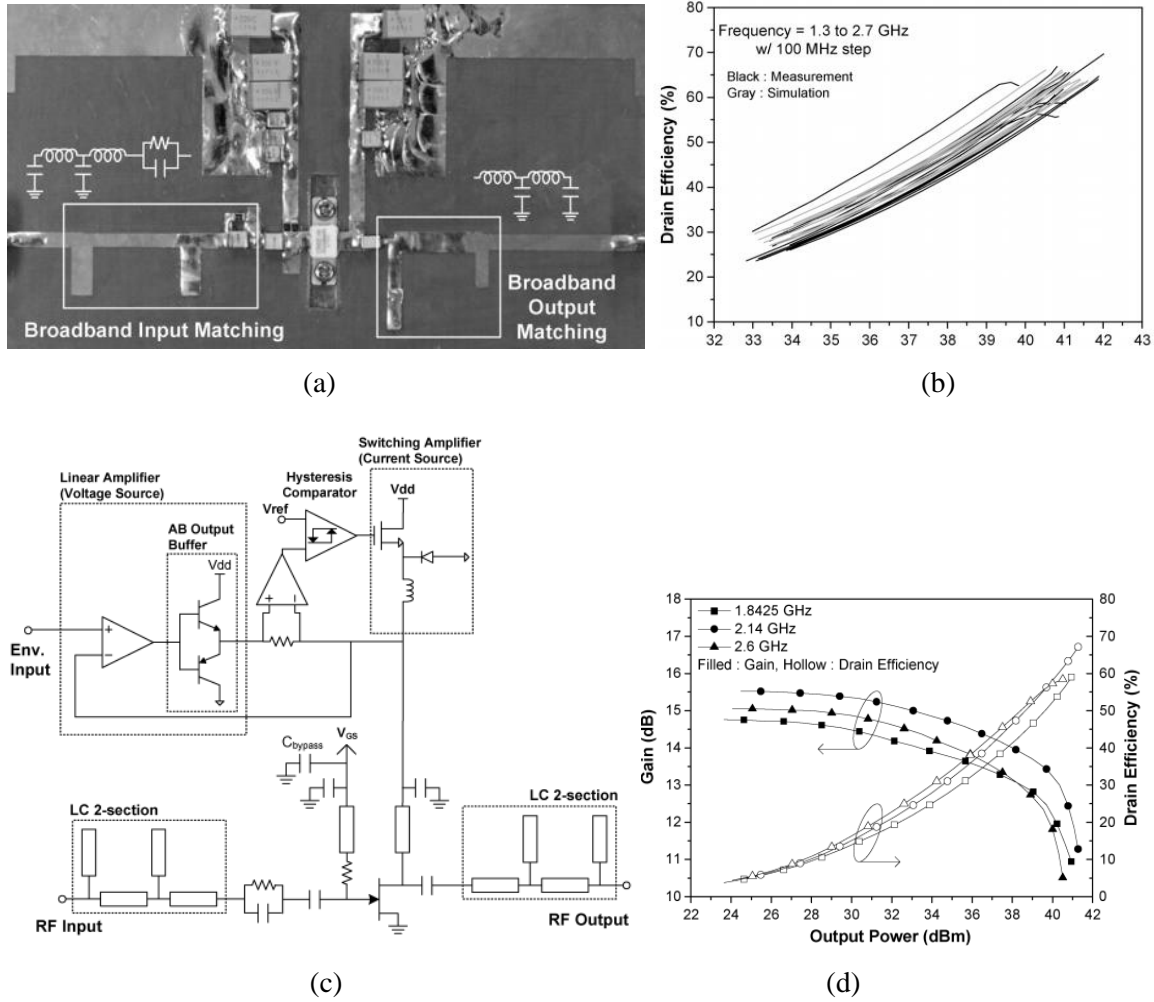 Broadband Input Matching
Broadband
Output
Matching
(a)
Frequency = 1.3 to 2.7 GHz
w/ 100 MHz step
Black : Measurement
Gray : Simulation
Drain Efficiency (%)
80
70
60
50
40
30
20
10
32 33 34 35 36 37 38 39 40 41 42 43
(b)
Linear Amplifier
(Voltage Source)
AB Output
Buffer
Vdd
Env.
Input
Hysteresis
Comparator
Vref
Switching Amplifier
(Current Source)
Vdd
Cbypass
VGS
LC 2-section
RF Input
LC 2-section
RF Output
(c)
1.8425 GHz
2.14 GHz
2.6 GHz
Filled : Gain, Hollow : Drain Efficiency
Gain (dB)
18
17
16
15
14
13
12
11
10
22 24 26 28 30 32 34 36 38 40 42
Output Power (dBm)
80
70
60
50
40
30
20
10
0
Drain Efficiency (%)
(d)